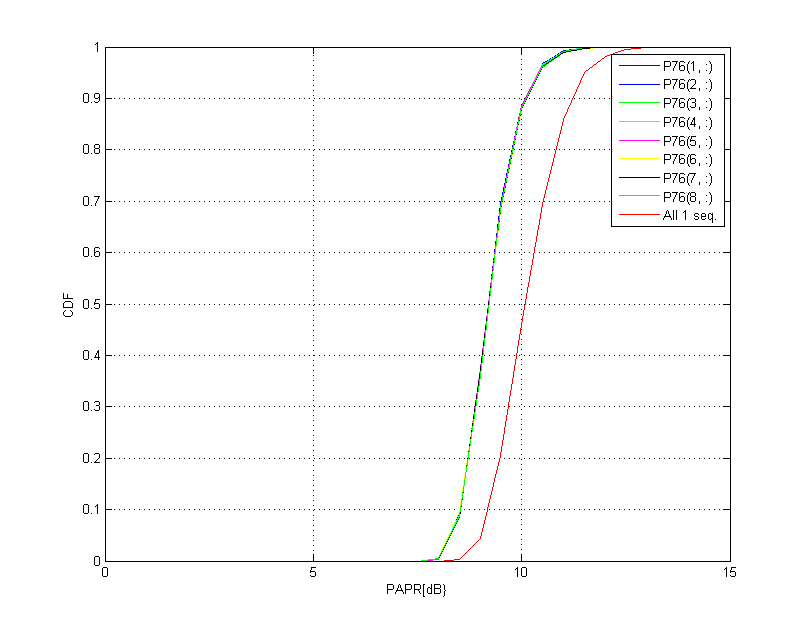 1
0.9
0.8
0.7
0.6
0.5
0.4
0.3
0.2
0.1
0
CDF
0 5 10 15
PAPR[dB}
P76(1, :)
P76(2, :)
P76(3, :)
P76(4, :)
P76(5, :)
P76(6, :)
P76(7, :)
P76(8, :)
All 1 seq.